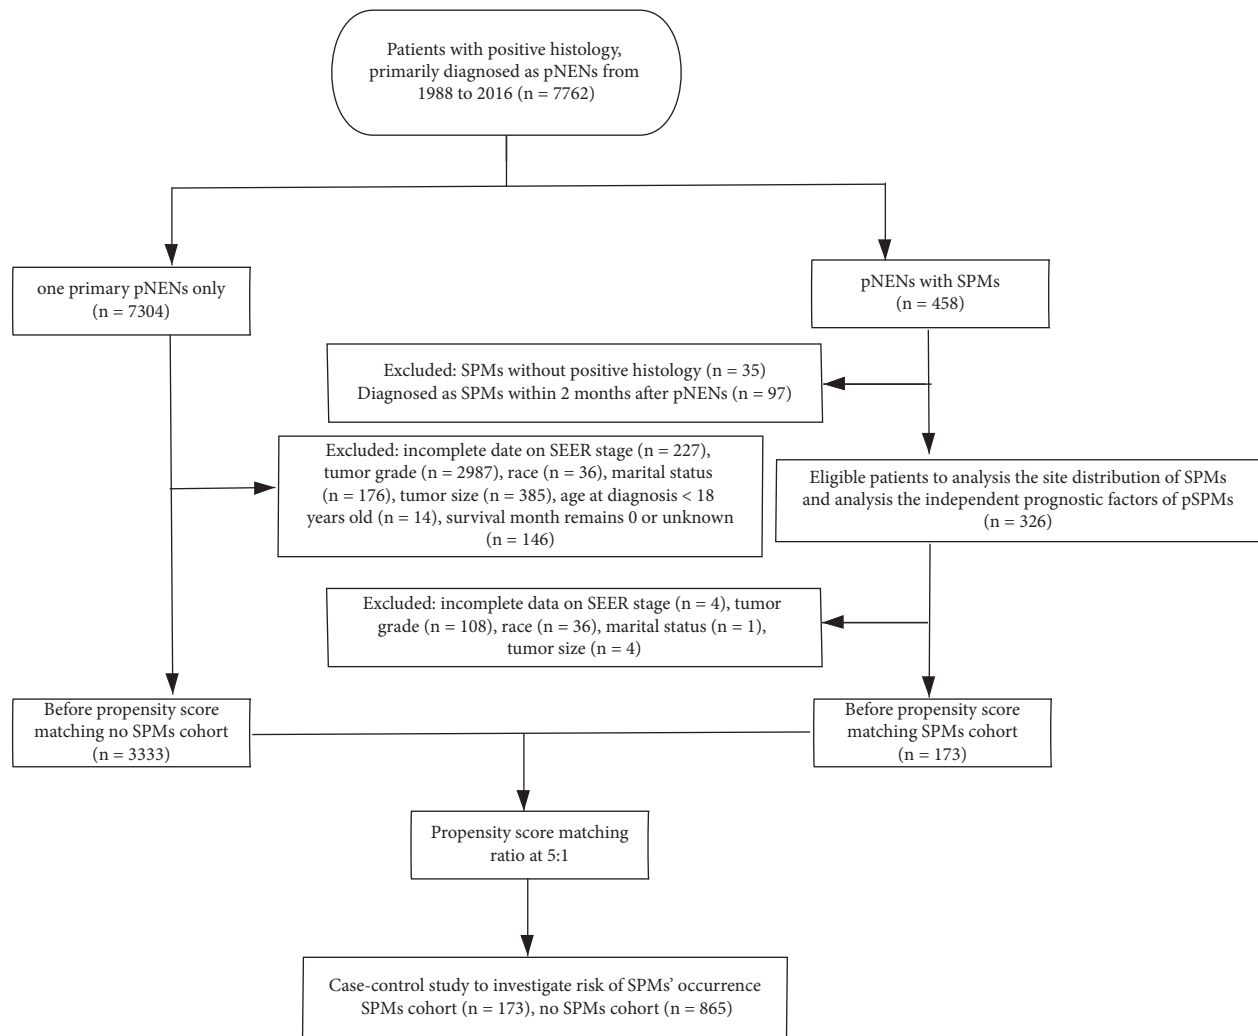 Patients with positive histology,
primarily diagnosed as pNENs from
1988 to 2016 (n = 7762)
one primary pNENs only
(n = 7304)
pNENs with SPMs
(n = 458)
Excluded: SPMs without positive histology (n = 35)
Diagnosed as SPMs within 2 months after pNENs (n = 97)
Excluded: incomplete date on SEER stage (n = 227),
tumor grade (n = 2987), race (n = 36), marital status
(n = 176), tumor size (n = 385), age at diagnosis < 18
years old (n = 14), survival month remains 0 or unknown
(n = 146)
Eligible patients to analysis the site distribution of SPMs
and analysis the independent prognostic factors of pSPMs
(n = 326)
Excluded: incomplete data on SEER stage (n = 4), tumor
grade (n = 108), race (n = 36), marital status (n = 1),
tumor size (n = 4)
Before propensity score
matching no SPMs cohort
(n = 3333)
Before propensity score
matching SPMs cohort
(n = 173)
Propensity score matching
ratio at 5:1
Case-control study to investigate risk of SPMs' occurrence
SPMs cohort (n = 173), no SPMs cohort (n = 865)